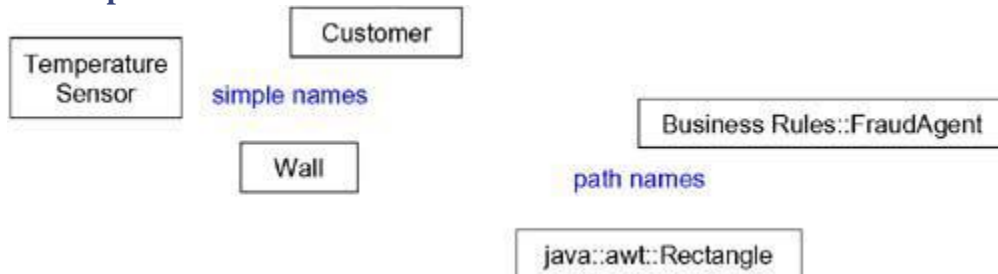 Customer
Temperature
Sensor
simple names
Business Rules::FraudAgent
Wall
path names
java::awt::Rectangle